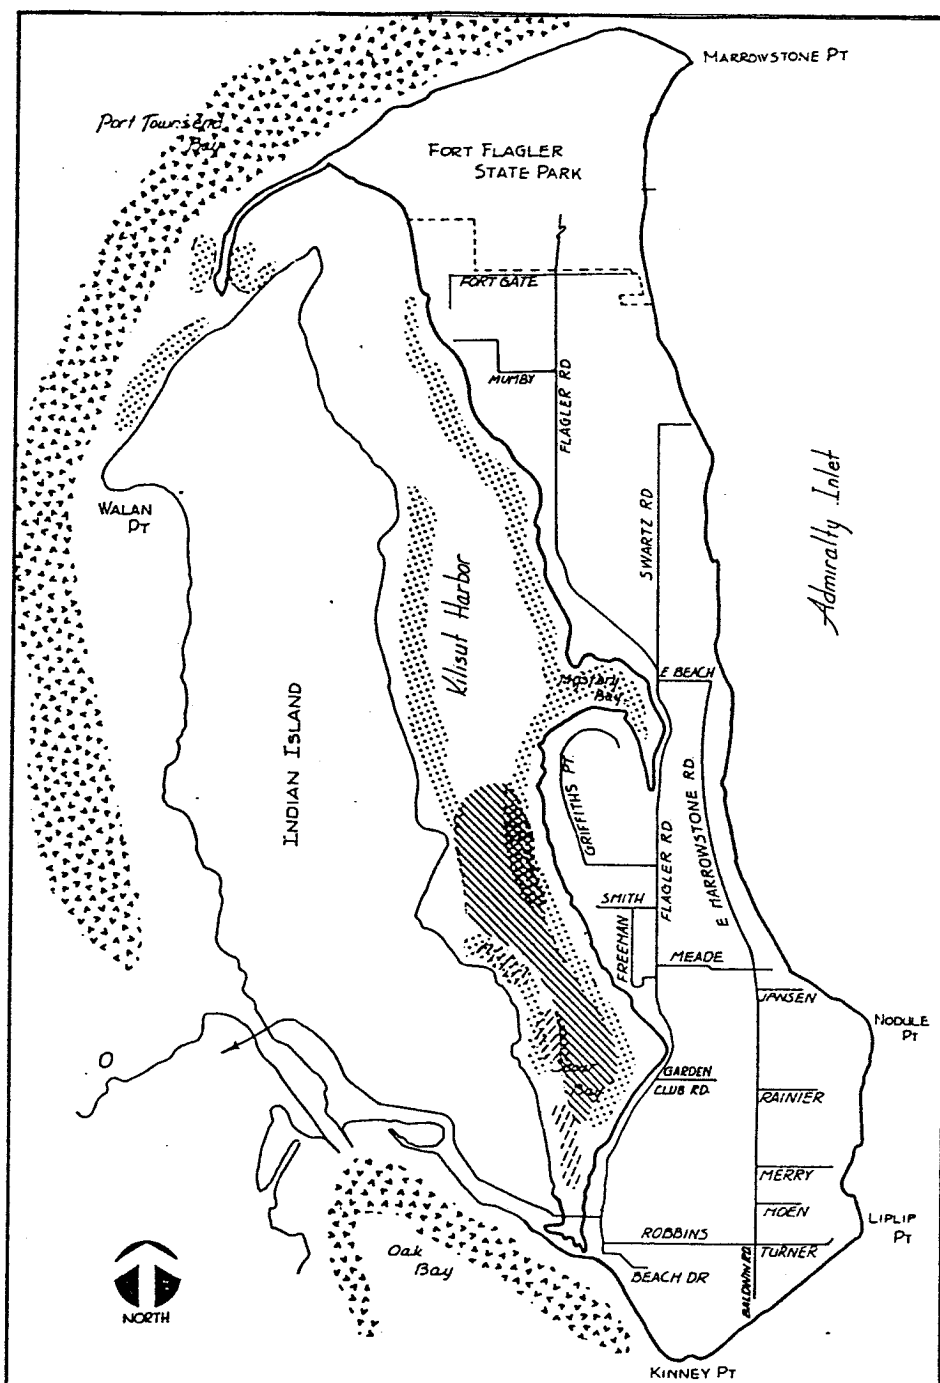 MARROWSTONE PT
Port Townsend
Bay
FORT FLAGLER
STATE PARK
FORT GATE
MUMBY
FLAGLER RD
SWARTZ RD
Admiralty Inlet
WALAN
PT
Kilisut Harbor
E BEACH
Mystery
Bay
INDIAN ISLAND
GRIFFITHS PT.
FLAGLER RD
E MARROWSTONE RD.
SMITH
FREEMAN
MEADE
JANSEN
NODULE
PT
GARDEN
CLUB RD.
Bay
RAINIER
MERRY
MOEN
LIPLIP
PT
ROBBINS
TURNER
BEACH DR
BALDWIN RD.
Oak
Bay
NORTH
KINNEY PT